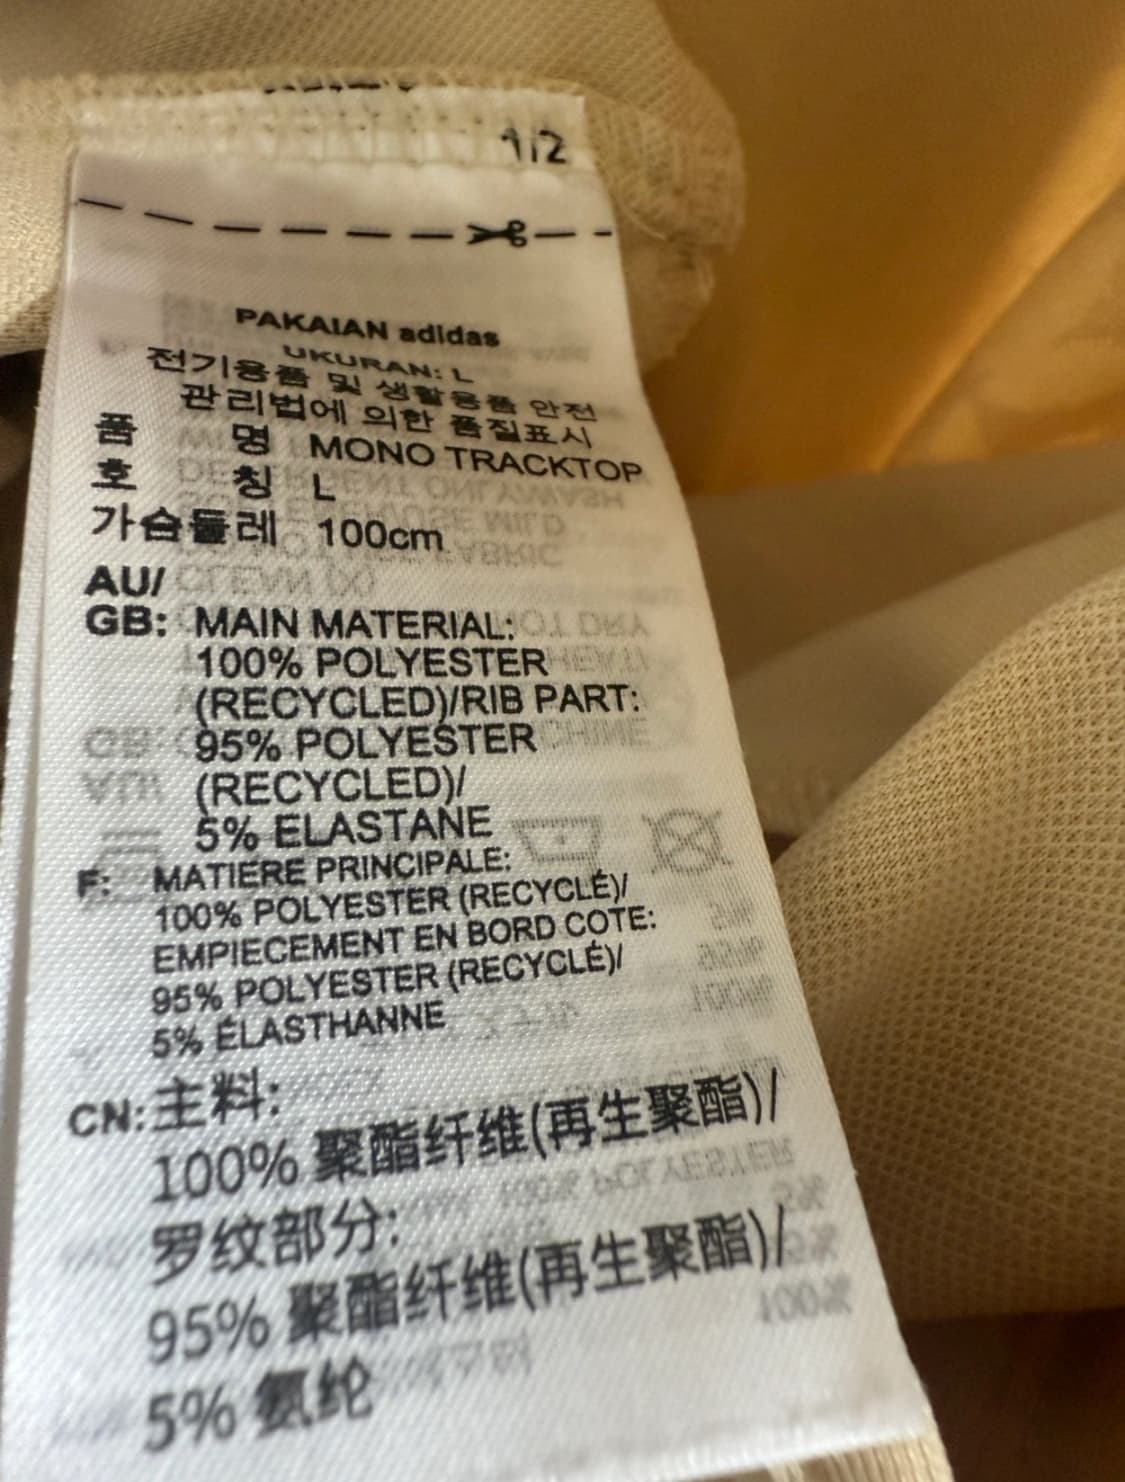 1/2
PAKAIAN adidas
UKURAN: L
전기용품 및 생활용품 안전
관리법에 의한 품질표시
품 명 MONO TRACKTOP
호 칭 L
가슴둘레 100cm
AU/
GB: MAIN MATERIAL:
100% POLYESTER
(RECYCLED)/RIB PART:
95% POLYESTER
(RECYCLED)/
5% ELASTANE
F: MATIERE PRINCIPALE:
100% POLYESTER (RECYCLÉ)/
EMPIECEMENT EN BORD COTE:
95% POLYESTER (RECYCLÉ)/
5% ÉLASTHANNE
CN: 主料:
100% 聚酯纤维(再生聚酯)/
罗纹部分:
95% 聚酯纤维(再生聚酯)/
5% 氨纶